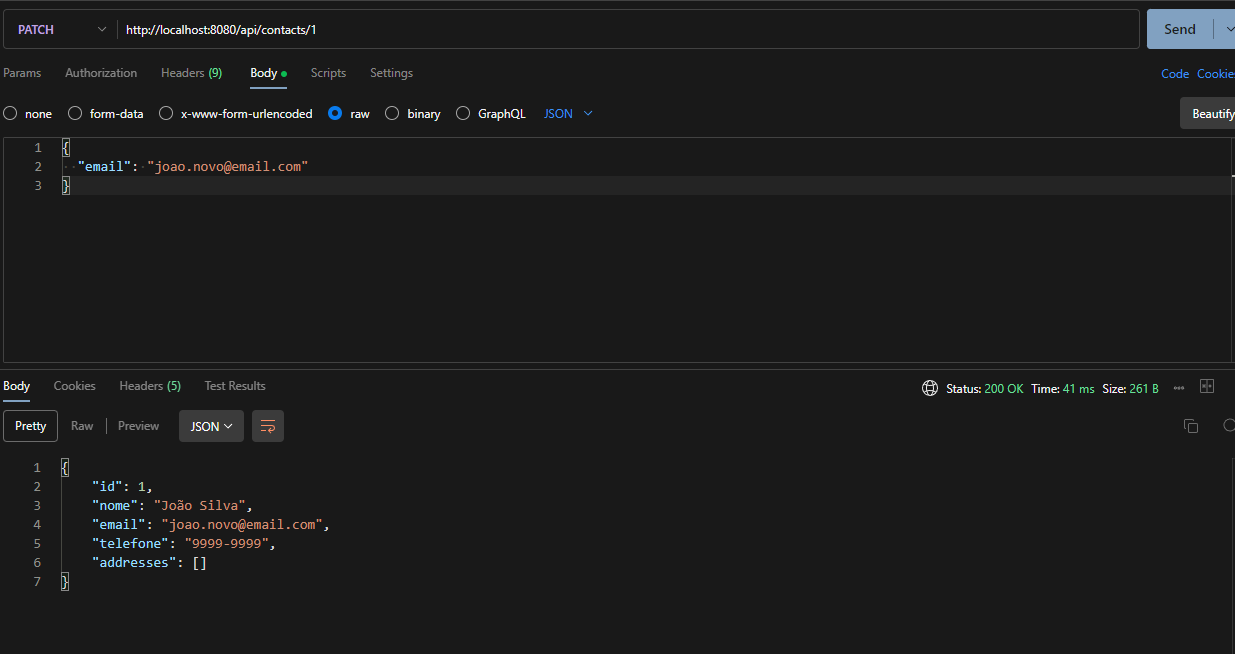 PATCH http://localhost:8080/api/contacts/1 Send
Params Authorization Headers (9) Body Scripts Settings Code Cookie
none form-data x-www-form-urlencoded raw binary GraphQL JSON Beautify
1 {
2 "email": "joao.novo@email.com"
3 }
Body Cookies Headers (5) Test Results Status: 200 OK Time: 41 ms Size: 261 B
Pretty Raw Preview JSON
1 {
2 "id": 1,
3 "nome": "João Silva",
4 "email": "joao.novo@email.com",
5 "telefone": "9999-9999",
6 "addresses": []
7 }